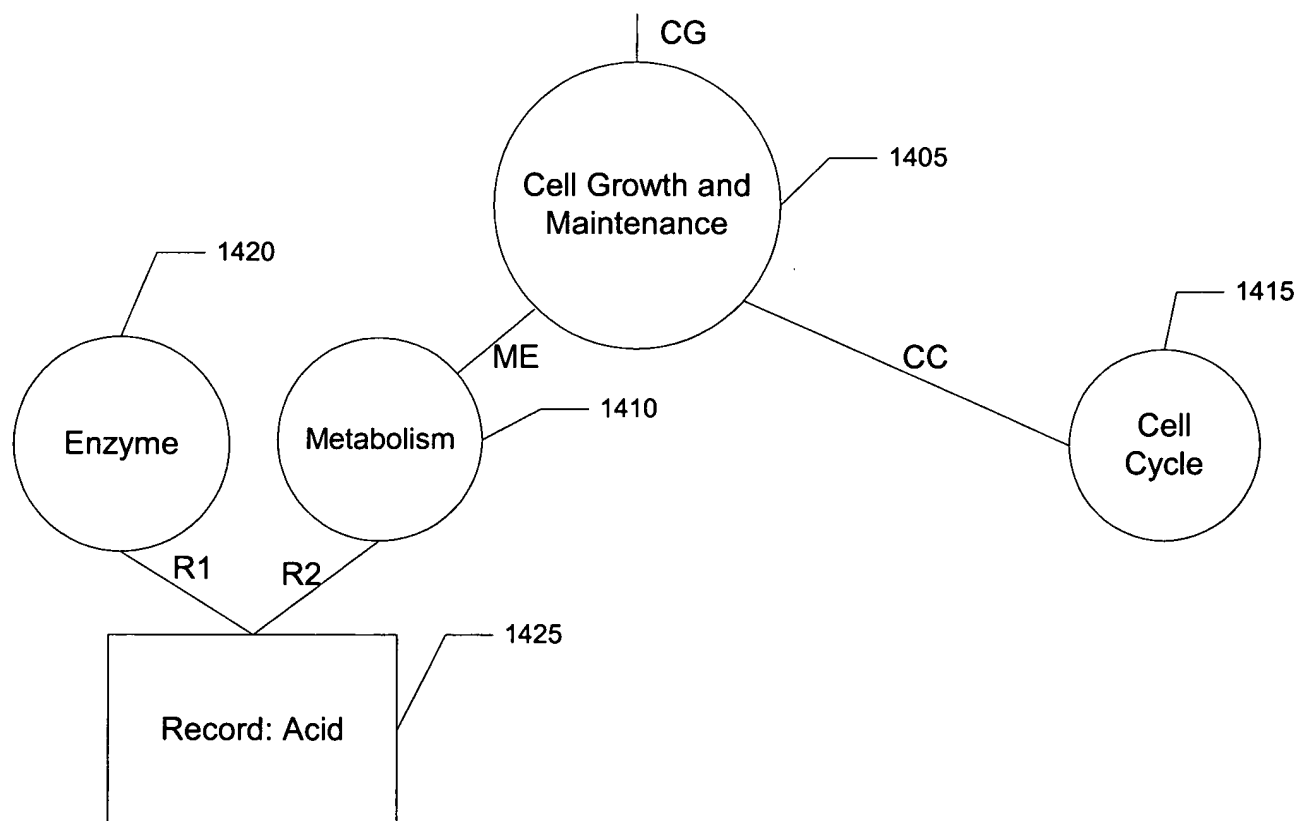 CG
Cell Growth and
Maintenance
1405
1420
1415
ME
CC
1410
Enzyme
Metabolism
Cell
Cycle
R1
R2
1425
Record: Acid